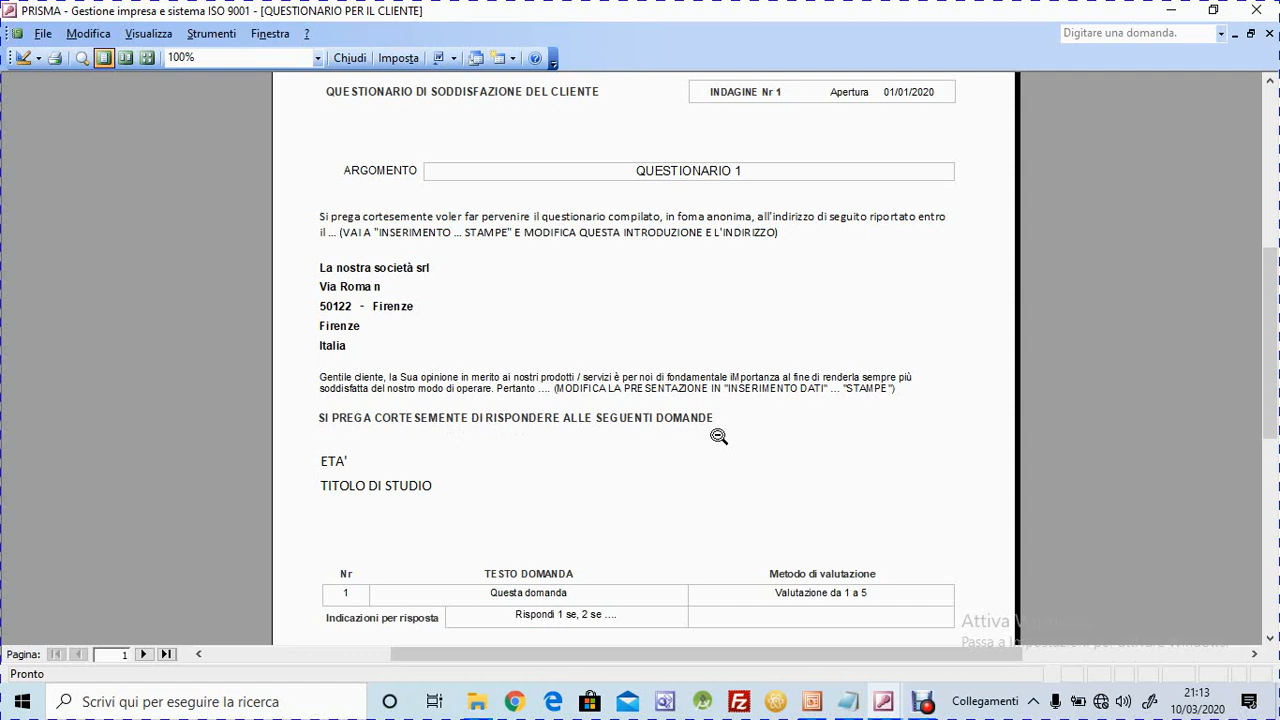 PRISMA - Gestione impresa e sistema ISO 9001 - [QUESTIONARIO PER IL CLIENTE]
File Modifica Visualizza Strumenti Finestra ? Digitare una domanda.
100% Chiudi Imposta
QUESTIONARIO DI SODDISFAZIONE DEL CLIENTE INDAGINE Nr 1 Apertura 01/01/2020
ARGOMENTO QUESTIONARIO 1
Si prega cortesemente voler far pervenire il questionario compilato, in foma anonima, all'indirizzo di seguito riportato entro
il ... (VAI A "INSERIMENTO ... STAMPE" E MODIFICA QUESTA INTRODUZIONE E L'INDIRIZZO)
La nostra società srl
Via Roma n
50122 - Firenze
Firenze
Italia
Gentile cliente, la Sua opinione in merito ai nostri prodotti / servizi è per noi di fondamentale iMportanza al fine di renderla sempre più
soddisfatta del nostro modo di operare. Pertanto .... (MODIFICA LA PRESENTAZIONE IN "INSERIMENTO DATI" ... "STAMPE")
SI PREGA CORTESEMENTE DI RISPONDERE ALLE SEGUENTI DOMANDE
ETA'
TITOLO DI STUDIO
Nr TESTO DOMANDA Metodo di valutazione
1 Questa domanda Valutazione da 1 a 5
Indicazioni per risposta Rispondi 1 se, 2 se ....
Attiva
Passa a Impostazioni per attivare Windows.
Pagina: 1
Pronto
Scrivi qui per eseguire la ricerca Collegamenti 21:13
10/03/2020